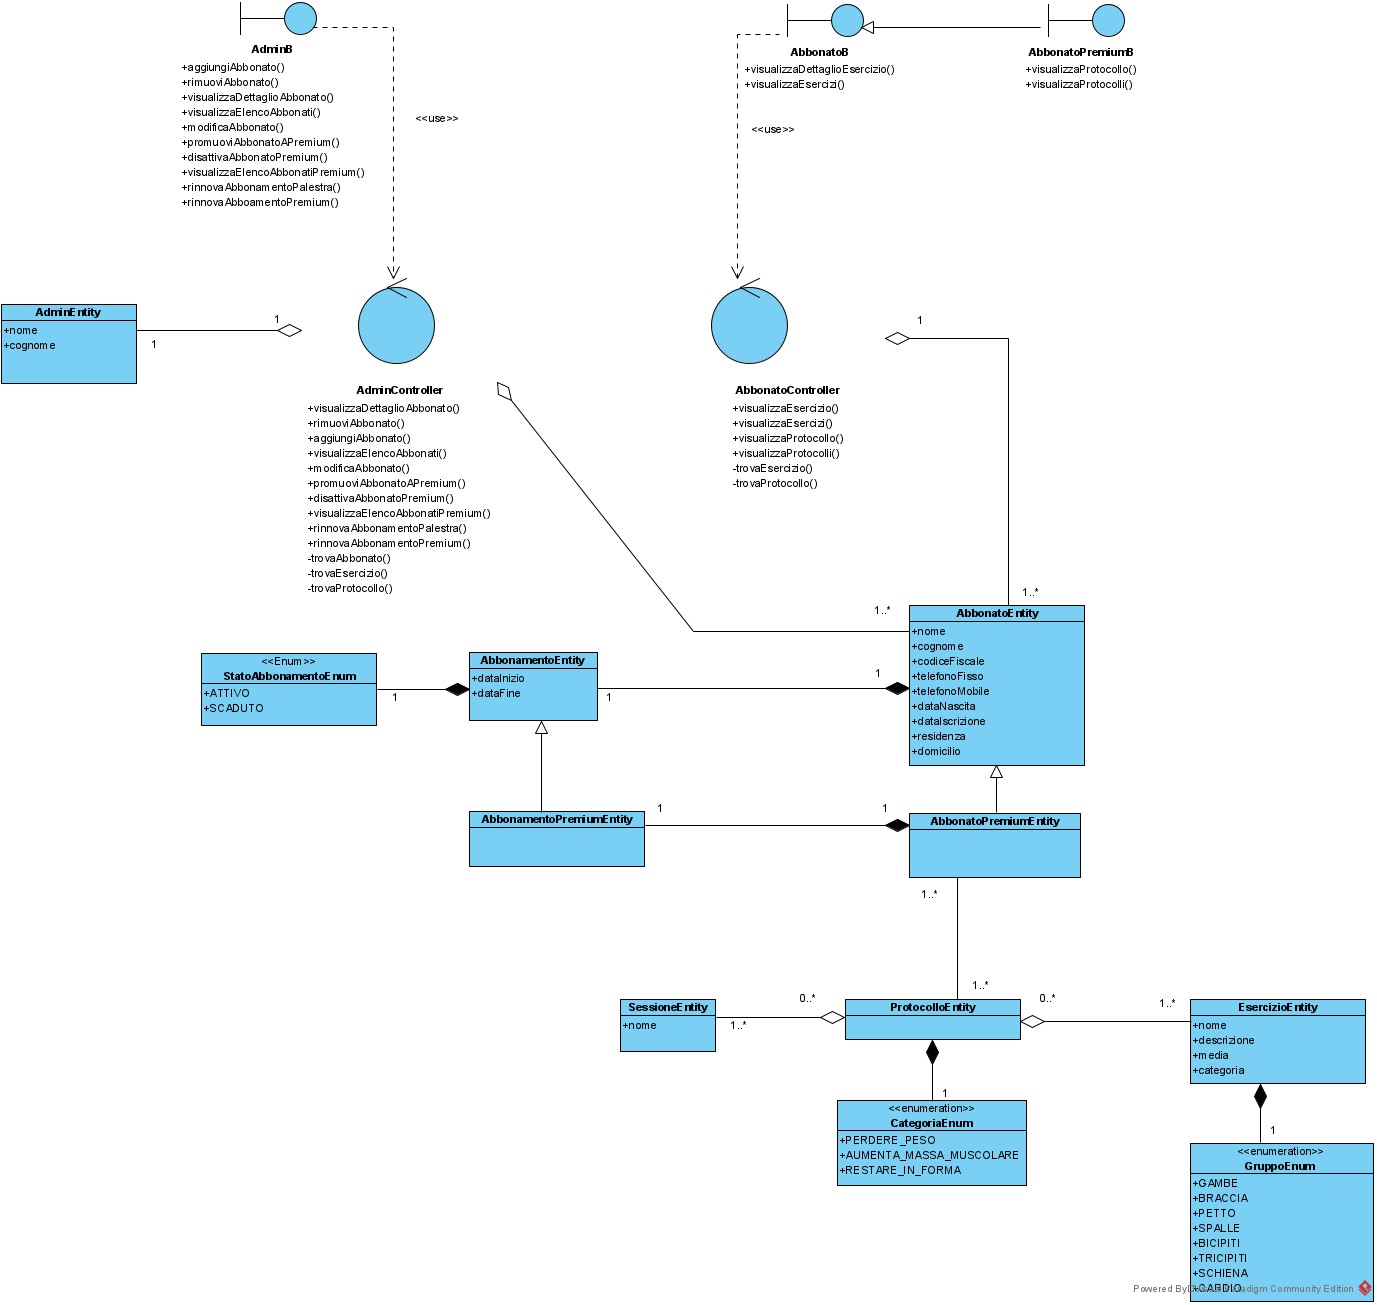 AdminB
+aggiungiAbbonato()
+rimuoviAbbonato()
+visualizzaDettaglioAbbonato()
+visualizzaElencoAbbonati()
+modificaAbbonato()
+promuoviAbbonatoAPremium()
+disattivaAbbonatoPremium()
+visualizzaElencoAbbonatiPremium()
+rinnovaAbbonamentoPalestra()
+rinnovaAbboamentoPremium()
<<use>>
AbbonatoB
+visualizzaDettaglioEsercizio()
+visualizzaEsercizi()
<<use>>
AbbonatoPremiumB
+visualizzaProtocollo()
+visualizzaProtocolli()
AdminEntity
+nome
+cognome
1
1
AdminController
+visualizzaDettaglioAbbonato()
+rimuoviAbbonato()
+aggiungiAbbonato()
+visualizzaElencoAbbonati()
+modificaAbbonato()
+promuoviAbbonatoAPremium()
+disattivaAbbonatoPremium()
+visualizzaElencoAbbonatiPremium()
+rinnovaAbbonamentoPalestra()
+rinnovaAbbonamentoPremium()
-trovaAbbonato()
-trovaEsercizio()
-trovaProtocollo()
AbbonatoController
+visualizzaEsercizio()
+visualizzaEsercizi()
+visualizzaProtocollo()
+visualizzaProtocolli()
-trovaEsercizio()
-trovaProtocollo()
1
1..*
1..*
AbbonatoEntity
+nome
+cognome
+codiceFiscale
+telefonoFisso
+telefonoMobile
+dataNascita
+dataIscrizione
+residenza
+domicilio
<<Enum>>
StatoAbbonamentoEnum
+ATTIVO
+SCADUTO
1
AbbonamentoEntity
+dataInizio
+dataFine
1
1
AbbonamentoPremiumEntity
1
1
AbbonatoPremiumEntity
1..*
1..*
SessioneEntity
+nome
1..*
0..*
ProtocolloEntity
0..*
1..*
EsercizioEntity
+nome
+descrizione
+media
+categoria
1
<<enumeration>>
CategoriaEnum
+PERDERE_PESO
+AUMENTA_MASSA_MUSCOLARE
+RESTARE_IN_FORMA
1
<<enumeration>>
GruppoEnum
+GAMBE
+BRACCIA
+PETTO
+SPALLE
+BICIPITI
+TRICIPITI
+SCHIENA
+CARDIO
Powered By Visual Paradigm Community Edition